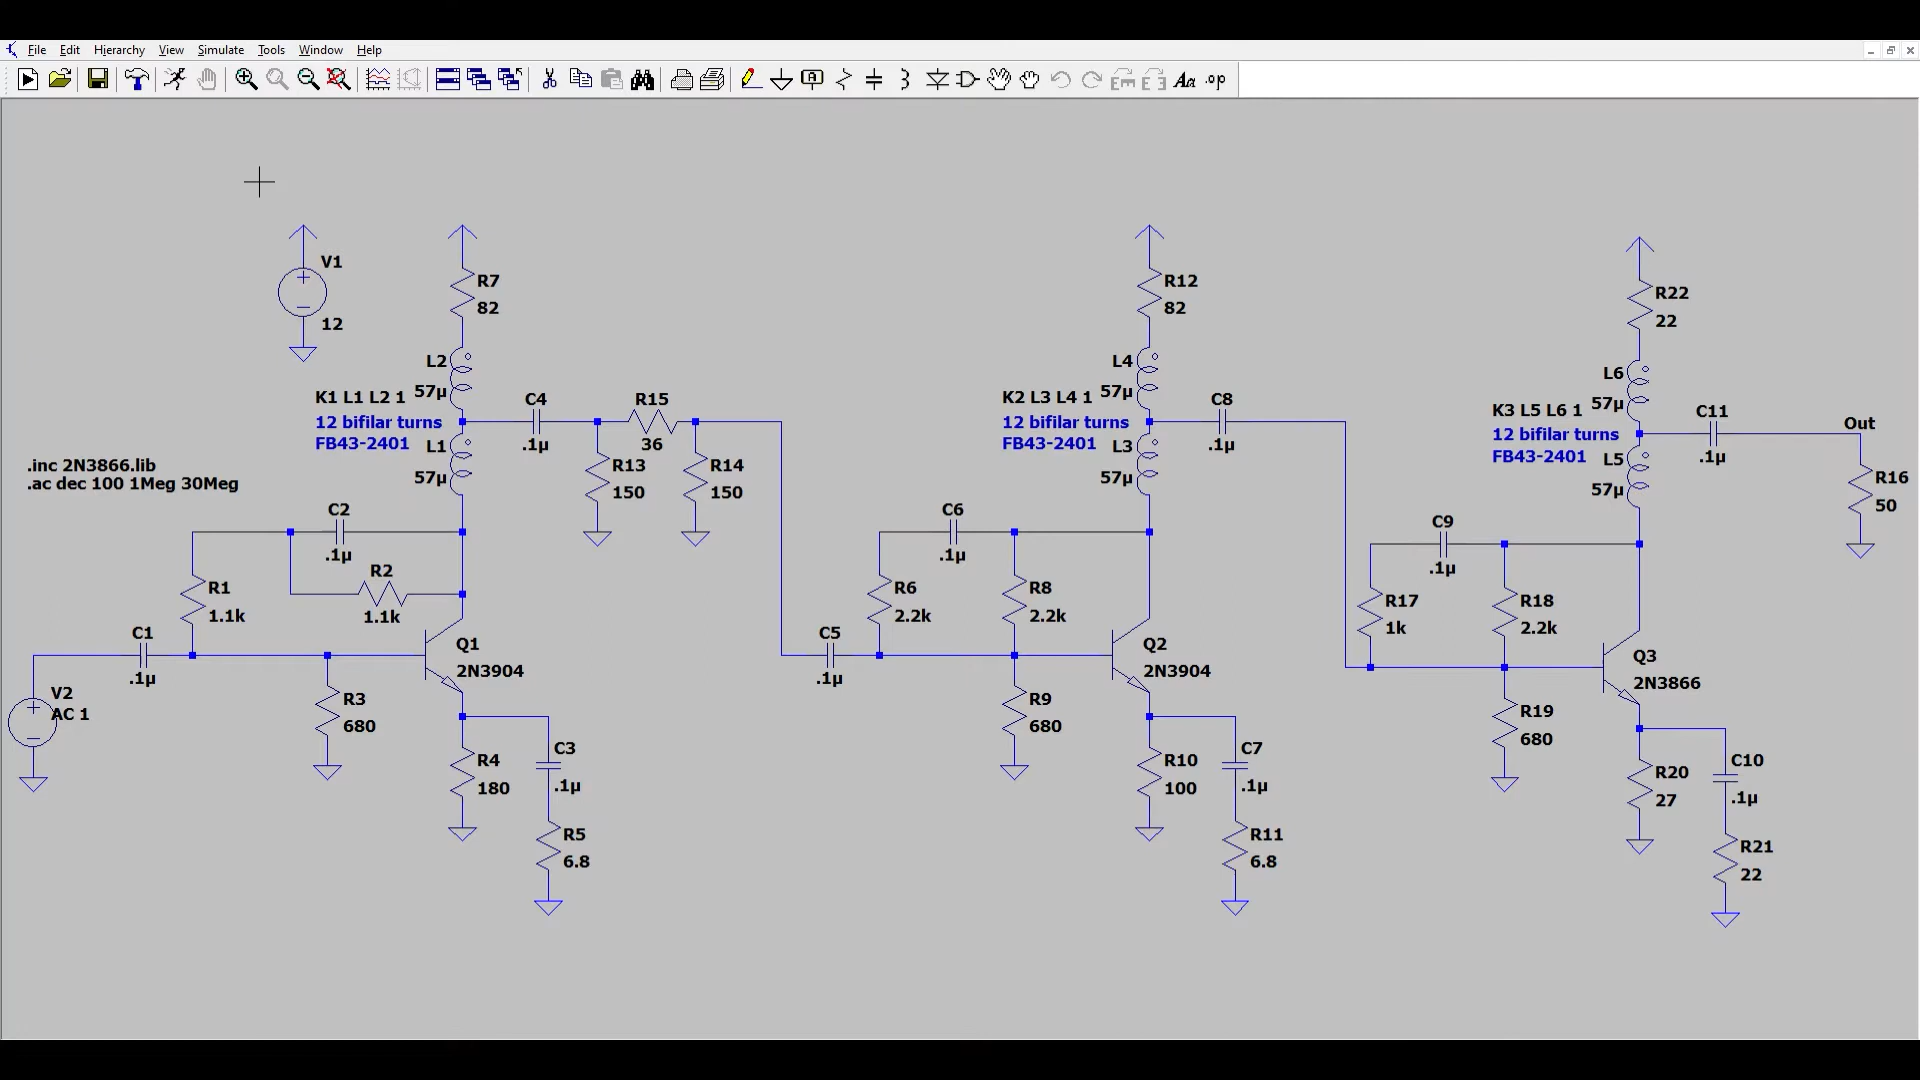 File Edit Hierarchy View Simulate Tools Window Help
Aa .op
V1
12
R7
82
L2
57µ
K1 L1 L2 1
12 bifilar turns
FB43-2401
L1
57µ
C4
.1µ
R15
36
R13
150
R14
150
.inc 2N3866.lib
.ac dec 100 1Meg 30Meg
C2
.1µ
R2
1.1k
R1
1.1k
C1
.1µ
V2
AC 1
R3
680
Q1
2N3904
R4
180
C3
.1µ
R5
6.8
R12
82
L4
57µ
K2 L3 L4 1
12 bifilar turns
FB43-2401
L3
57µ
C8
.1µ
C6
.1µ
R6
2.2k
R8
2.2k
C5
.1µ
Q2
2N3904
R9
680
R10
100
C7
.1µ
R11
6.8
R22
22
L6
57µ
K3 L5 L6 1
12 bifilar turns
FB43-2401
L5
57µ
C11
.1µ
Out
R16
50
C9
.1µ
R17
1k
R18
2.2k
Q3
2N3866
R19
680
R20
27
C10
.1µ
R21
22